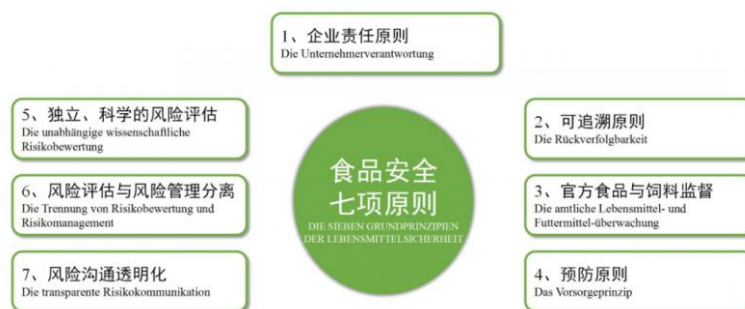 1、企业责任原则
Die Unternehmerverantwortung
5、独立、科学的风险评估
Die unabhängige wissenschaftliche
Risikobewertung
6、风险评估与风险管理分离
Die Trennung von Risikobewertung und
Risikomanagement
7、风险沟通透明化
Die transparente Risikokommunikation
食品安全
七项原则
DIE SIEBEN GRUNDPRINZIPIEN
DER LEBENSMITTELSICHERHEIT
2、可追溯原则
Die Rückverfolgbarkeit
3、官方食品与饲料监督
Die amtliche Lebensmittel- und
Futtermittel-überwachung
4、预防原则
Das Vorsorgeprinzip